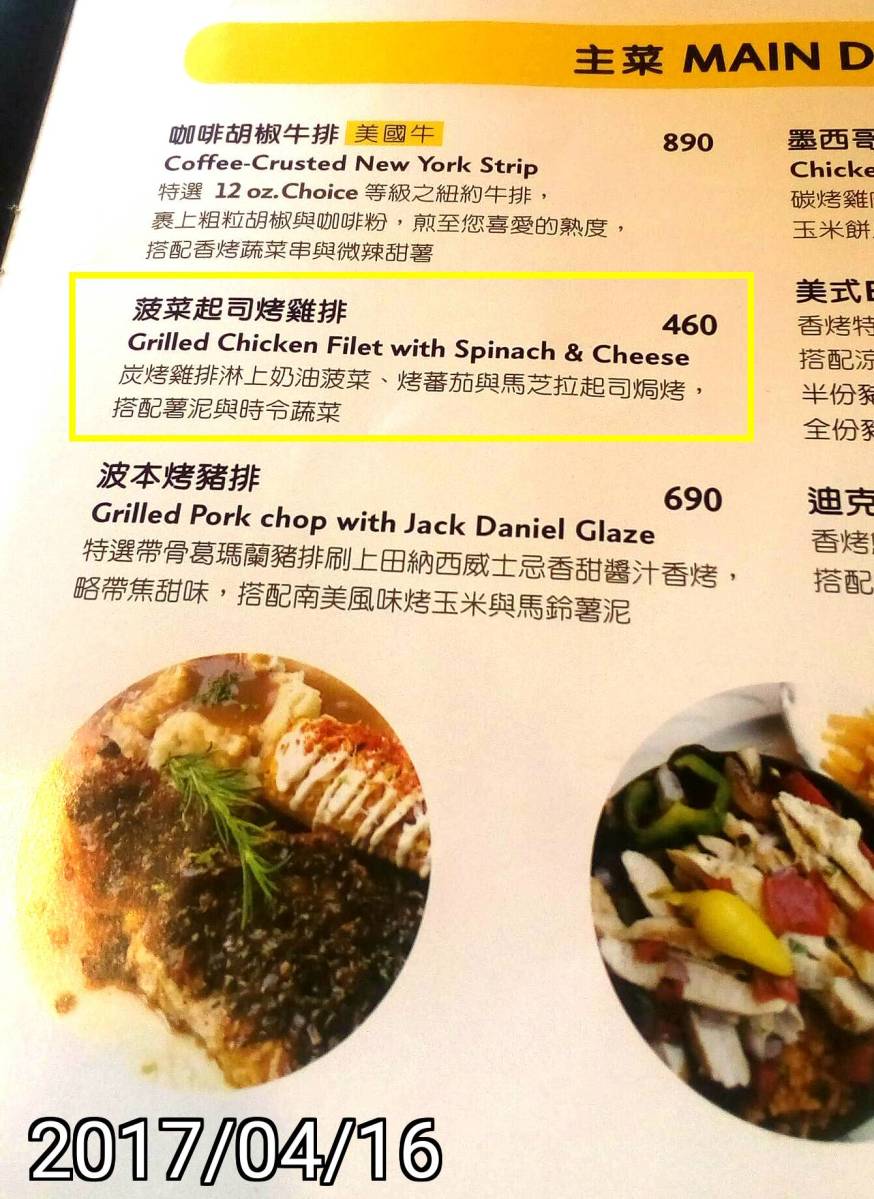 主菜 MAIN
咖啡胡椒牛排 美國牛 890
Coffee-Crusted New York Strip
特選 12 oz.Choice 等級之紐約牛排，
裹上粗粒胡椒與咖啡粉，煎至您喜愛的熟度，
搭配香烤蔬菜串與微辣甜薯
菠菜起司烤雞排 460
Grilled Chicken Filet with Spinach & Cheese
炭烤雞排淋上奶油菠菜、烤蕃茄與馬芝拉起司焗烤，
搭配薯泥與時令蔬菜
波本烤豬排 690
Grilled Pork chop with Jack Daniel Glaze
特選帶骨葛瑪蘭豬排刷上田納西威士忌香甜醬汁香烤，
略帶焦甜味，搭配南美風味烤玉米與馬鈴薯泥
墨西哥
碳烤雞
玉米餅
美式
香烤特
搭配涼
半份
全份
迪克
香烤
搭配
2017/04/16